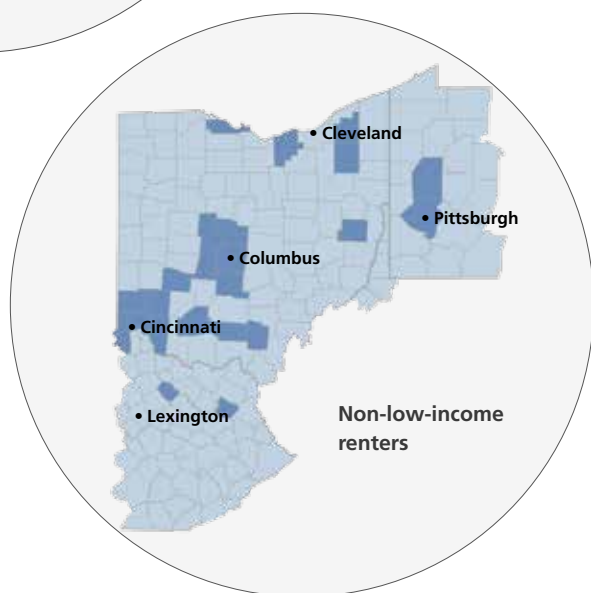 • Cleveland
• Pittsburgh
• Columbus
• Cincinnati
• Lexington
Non-low-income
renters